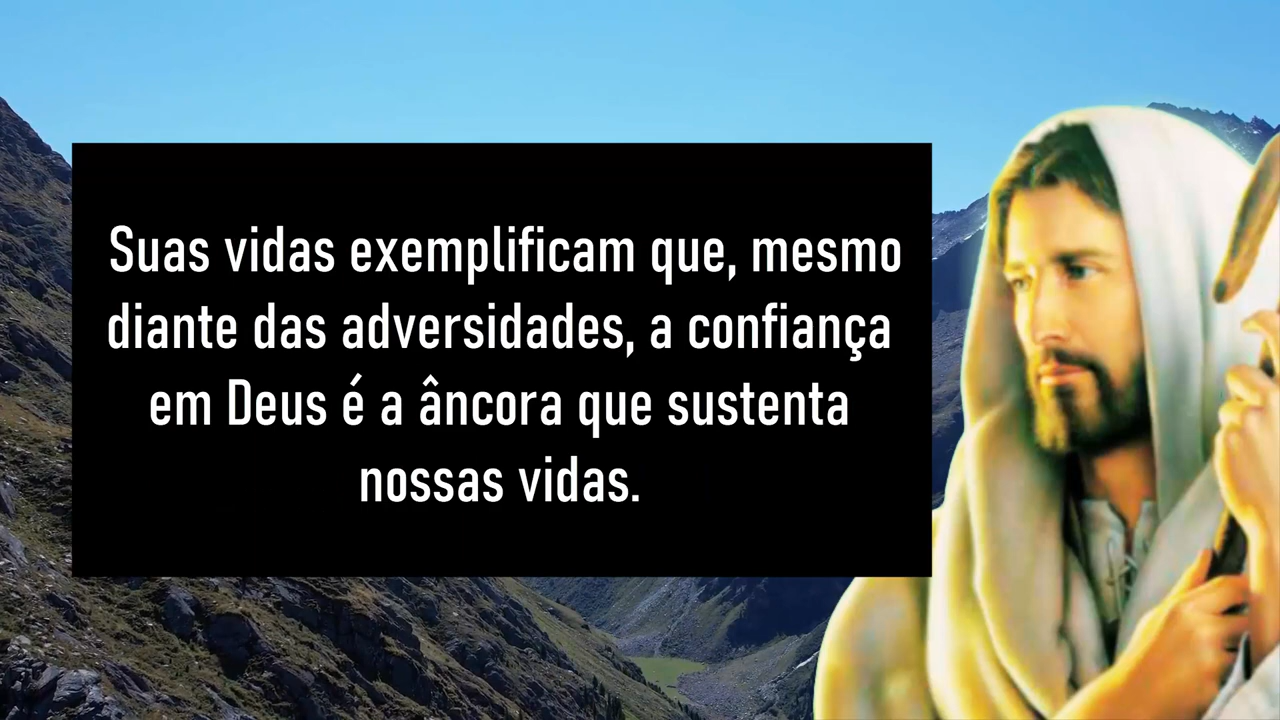 Suas vidas exemplificam que, mesmo
diante das adversidades, a confiança
em Deus é a âncora que sustenta
nossas vidas.